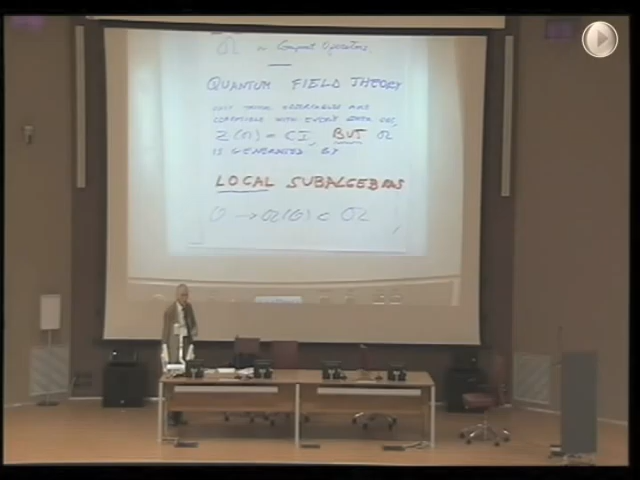 Compact Operators.
QUANTUM FIELD THEORY
ONLY TRIVIAL OBSERVABLES ARE
COMPATIBLE WITH EVERY OTHER OBS,
Z(𝔄) = ℂI, BUT 𝔄
IS GENERATED BY
LOCAL SUBALGEBRAS
O → 𝔄(O) ⊂ 𝔄